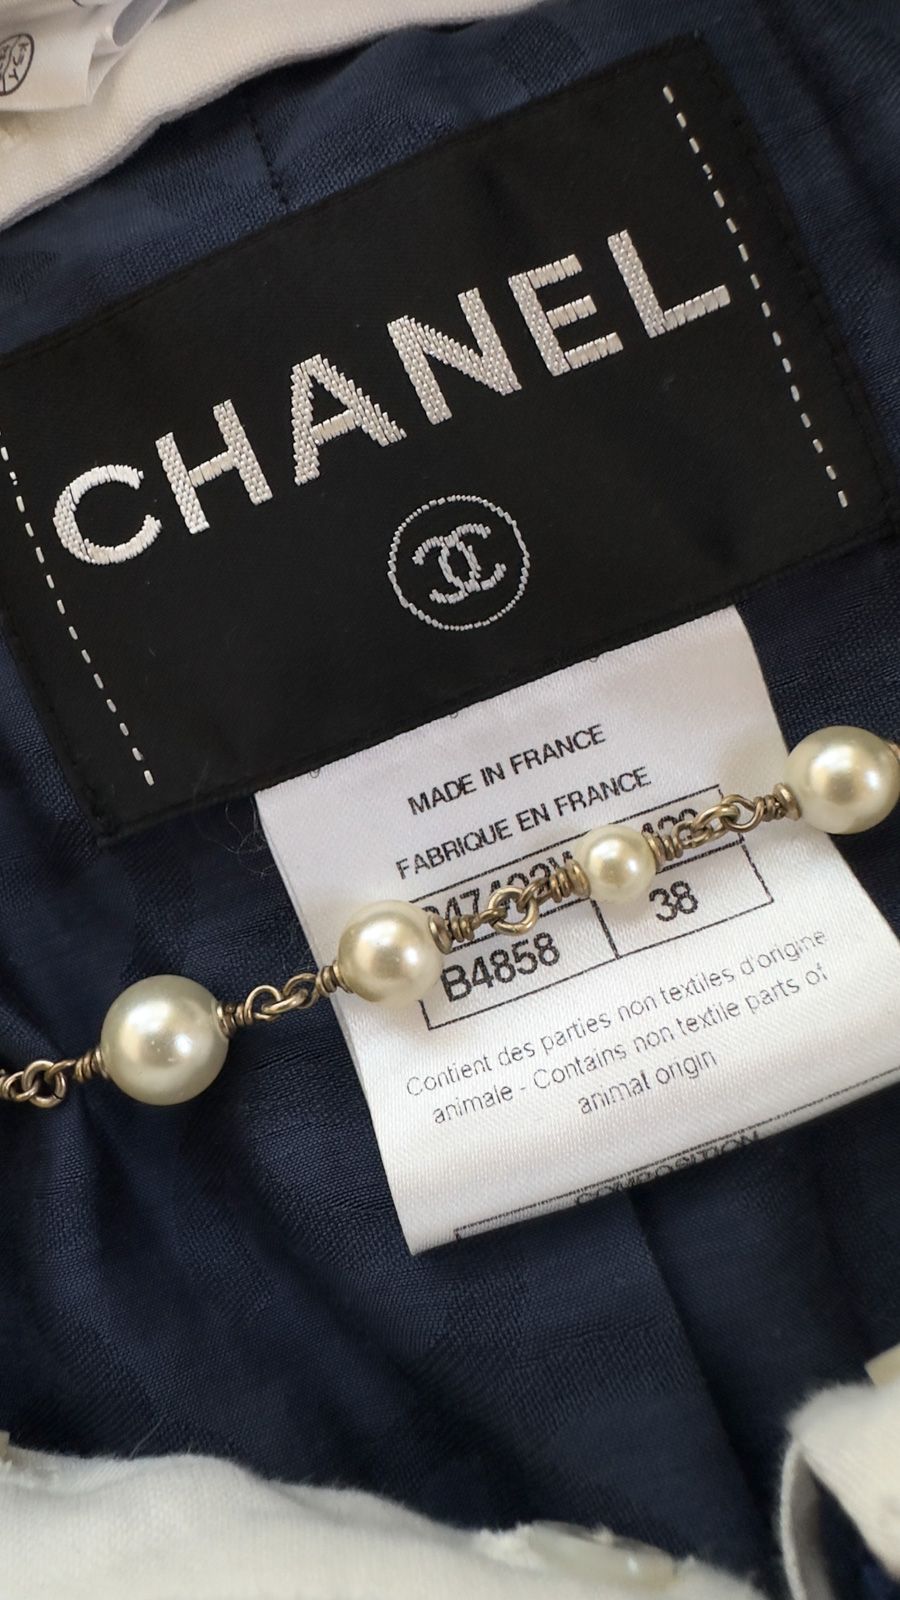 CHANEL
MADE IN FRANCE
FABRIQUE EN FRANCE
B4858 38
Contient des parties non textiles d'origine
animale - Contains non textile parts of
animal origin
COMPOSITION